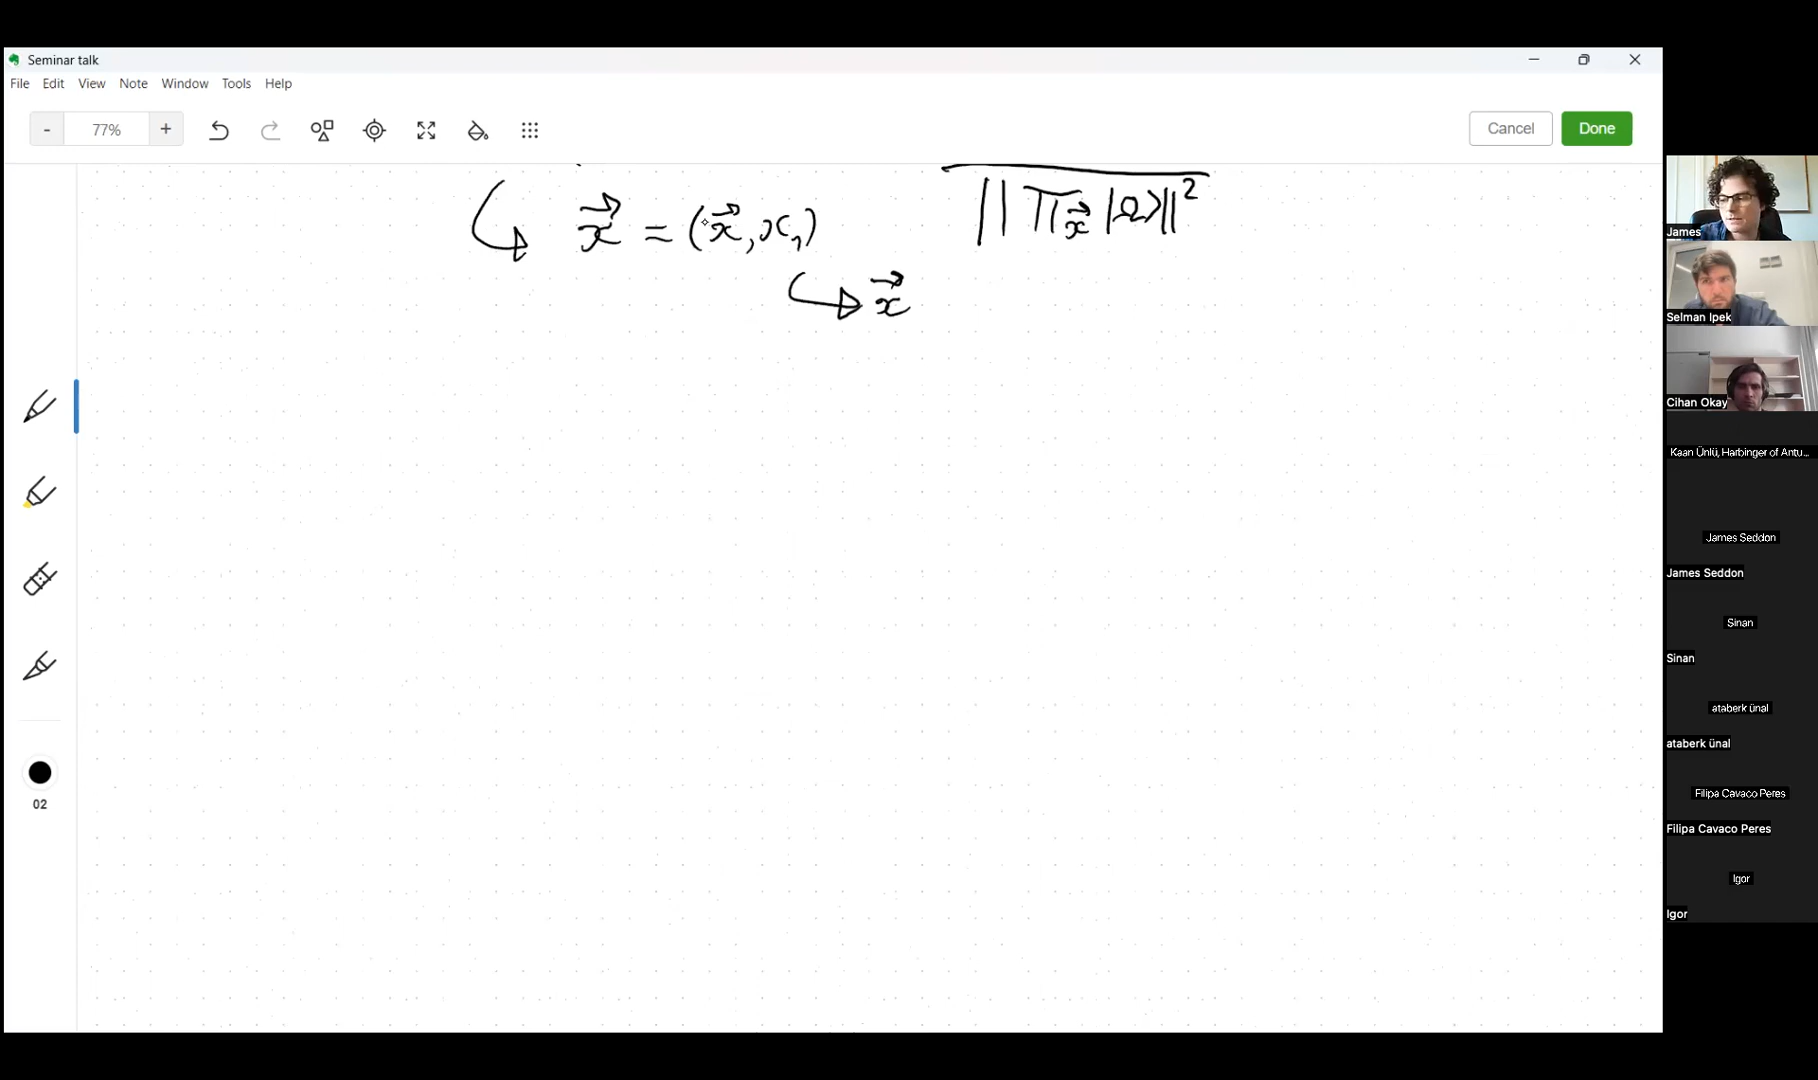 Seminar talk
File Edit View Note Window Tools Help
- 77% + Cancel Done
x⃗ = (x⃗, x₁)
|| Π_x⃗ |Ω⟩||²
x⃗
02
James
Selman Ipek
Cihan Okay
Kaan Ünlü, Harbinger of Antu...
James Seddon
James Seddon
Sinan
Sinan
ataberk ünal
ataberk ünal
Filipa Cavaco Peres
Filipa Cavaco Peres
Igor
Igor